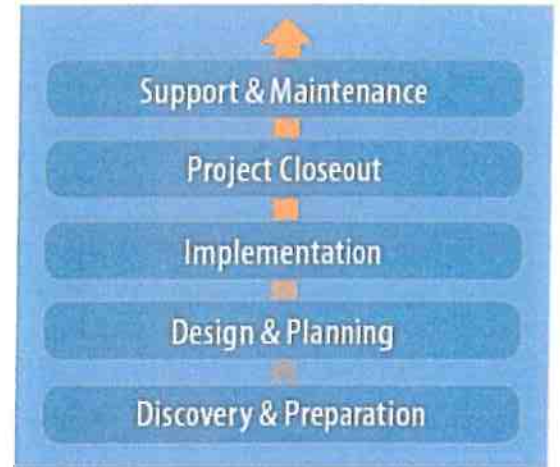 Support & Maintenance
Project Closeout
Implementation
Design & Planning
Discovery & Preparation